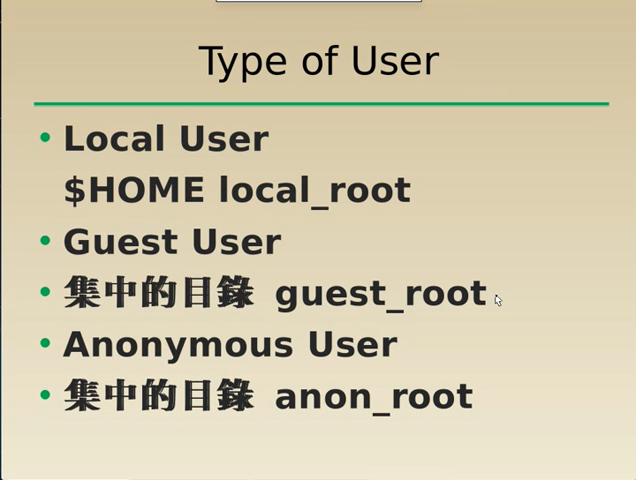 Type of User
• Local User
$HOME local_root
• Guest User
• 集中的目錄 guest_root
• Anonymous User
• 集中的目錄 anon_root